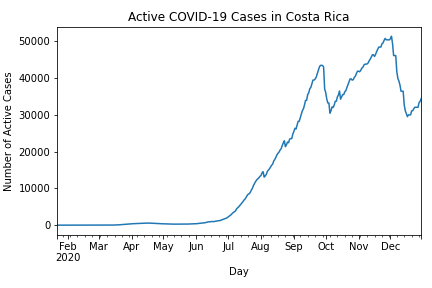 Active COVID-19 Cases in Costa Rica
Number of Active Cases
50000
40000
30000
20000
10000
0
Feb Mar Apr May Jun Jul Aug Sep Oct Nov Dec
2020
Day